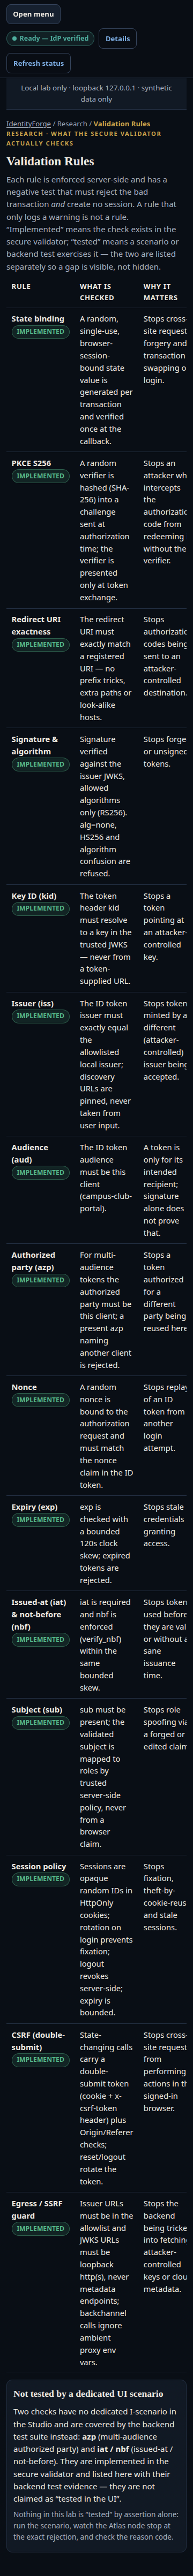 Open menu
Ready — IdP verified
Details
Refresh status
Local lab only · loopback 127.0.0.1 · synthetic
data only
IdentityForge / Research / Validation Rules
RESEARCH · WHAT THE SECURE VALIDATOR
ACTUALLY CHECKS
Validation Rules
Each rule is enforced server-side and has a
negative test that must reject the bad
transaction and create no session. A rule that
only logs a warning is not a rule.
“Implemented” means the check exists in the
secure validator; “tested” means a scenario or
backend test exercises it — the two are listed
separately so a gap is visible, not hidden.
RULE
WHAT IS
CHECKED
WHY IT
MATTERS
State binding
IMPLEMENTED
A random,
single-use,
browser-
session-
bound state
value is
generated per
transaction
and verified
once at the
callback.
Stops cross-
site request
forgery and
transaction
swapping o
login.
PKCE S256
IMPLEMENTED
A random
verifier is
hashed (SHA-
256) into a
challenge
sent at
authorization
time; the
verifier is
presented
only at token
exchange.
Stops an
attacker wh
intercepts
the
authorizatio
code from
redeeming
without the
verifier.
Redirect URI
exactness
IMPLEMENTED
The redirect
URI must
exactly match
a registered
URI — no
prefix tricks,
extra paths or
look-alike
hosts.
Stops
authorizatio
codes being
sent to an
attacker-
controlled
destination.
Signature &
algorithm
IMPLEMENTED
Signature
verified
against the
issuer JWKS,
allowed
algorithms
only (RS256).
alg=none,
HS256 and
algorithm
confusion are
refused.
Stops forge
or unsigned
tokens.
Key ID (kid)
IMPLEMENTED
The token
header kid
must resolve
to a key in the
trusted JWKS
— never from
a token-
supplied URL.
Stops a
token
pointing at
an attacker-
controlled
key.
Issuer (iss)
IMPLEMENTED
The ID token
issuer must
exactly equal
the
allowlisted
local issuer;
discovery
URLs are
pinned, never
taken from
user input.
Stops token
minted by a
different
(attacker-
controlled)
issuer being
accepted.
Audience
(aud)
IMPLEMENTED
The ID token
audience
must be this
client
(campus-club-
portal).
A token is
only for its
intended
recipient;
signature
alone does
not prove
that.
Authorized
party (azp)
IMPLEMENTED
For multi-
audience
tokens the
authorized
party must be
this client; a
present azp
naming
another client
is rejected.
Stops a
token
authorized
for a
different
party being
reused here
Nonce
IMPLEMENTED
A random
nonce is
bound to the
authorization
request and
must match
the nonce
claim in the ID
token.
Stops replay
of an ID
token from
another
login
attempt.
Expiry (exp)
IMPLEMENTED
exp is
checked with
a bounded
120s clock
skew; expired
tokens are
rejected.
Stops stale
credentials
granting
access.
Issued-at (iat)
& not-before
(nbf)
IMPLEMENTED
iat is required
and nbf is
enforced
(verify_nbf)
within the
same
bounded
skew.
Stops token
used before
they are val
or without a
sane
issuance
time.
Subject (sub)
IMPLEMENTED
sub must be
present; the
validated
subject is
mapped to
roles by
trusted
server-side
policy, never
from a
browser
claim.
Stops role
spoofing via
a forged or
edited claim
Session policy
IMPLEMENTED
Sessions are
opaque
random IDs in
HttpOnly
cookies;
rotation on
login prevents
fixation;
logout
revokes
server-side;
expiry is
bounded.
Stops
fixation,
theft-by-
cookie-reus
and stale
sessions.
CSRF (double-
submit)
IMPLEMENTED
State-
changing calls
carry a
double-
submit token
(cookie + x-
csrf-token
header) plus
Origin/Referer
checks;
reset/logout
rotate the
token.
Stops cross-
site request
from
performing
actions in th
signed-in
browser.
Egress / SSRF
guard
IMPLEMENTED
Issuer URLs
must be in the
allowlist and
JWKS URLs
must be
loopback
http(s), never
metadata
endpoints;
backchannel
calls ignore
ambient
proxy env
vars.
Stops the
backend
being tricke
into fetchin
attacker-
controlled
keys or clou
metadata.
Not tested by a dedicated UI scenario
Two checks have no dedicated I-scenario in
the Studio and are covered by the backend
test suite instead: azp (multi-audience
authorized party) and iat / nbf (issued-at /
not-before). They are implemented in the
secure validator and listed here with their
backend test evidence — they are not
claimed as “tested in the UI”.
Nothing in this lab is “tested” by assertion alone:
run the scenario, watch the Atlas node stop at
the exact rejection, and check the reason code.